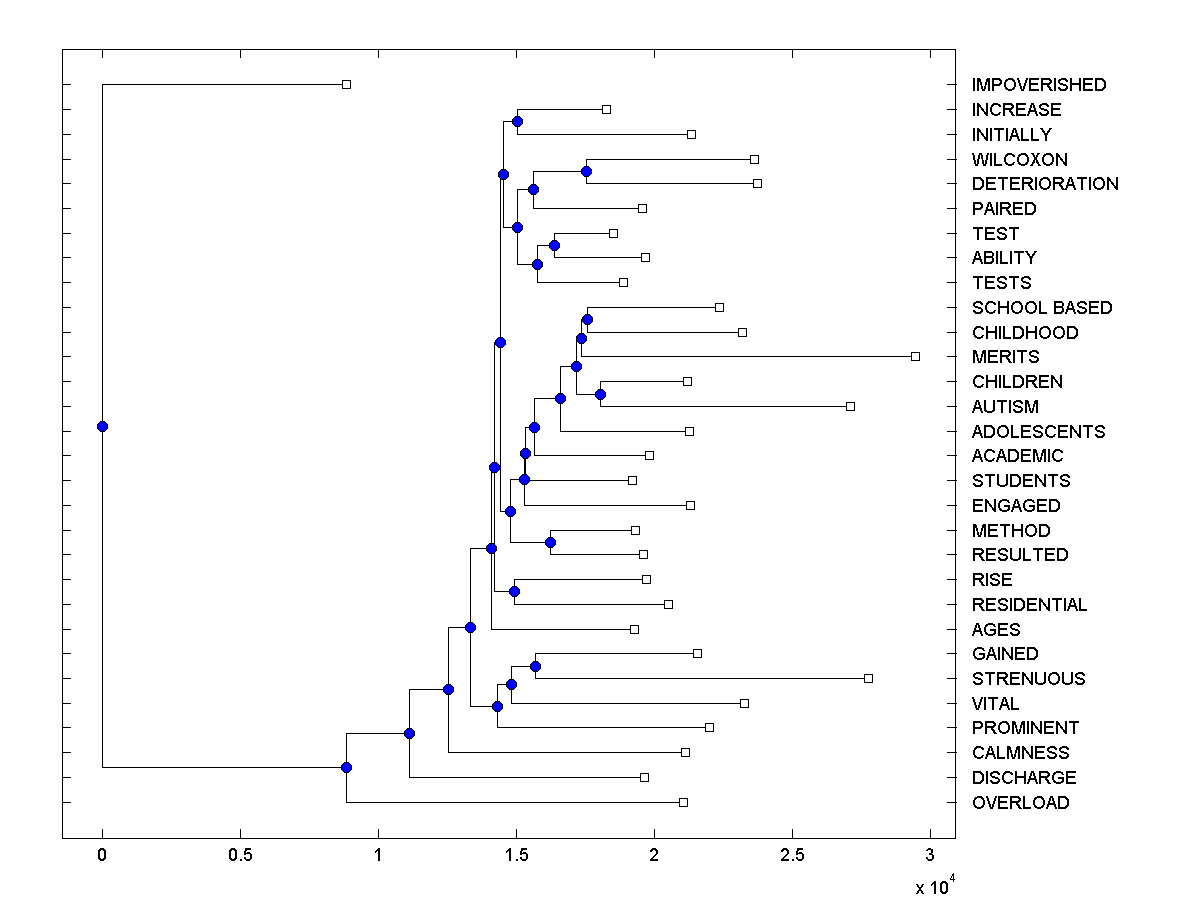 IMPOVERISHED
INCREASE
INITIALLY
WILCOXON
DETERIORATION
PAIRED
TEST
ABILITY
TESTS
SCHOOL BASED
CHILDHOOD
MERITS
CHILDREN
AUTISM
ADOLESCENTS
ACADEMIC
STUDENTS
ENGAGED
METHOD
RESULTED
RISE
RESIDENTIAL
AGES
GAINED
STRENUOUS
VITAL
PROMINENT
CALMNESS
DISCHARGE
OVERLOAD
0 0.5 1 1.5 2 2.5 3
x 10^4